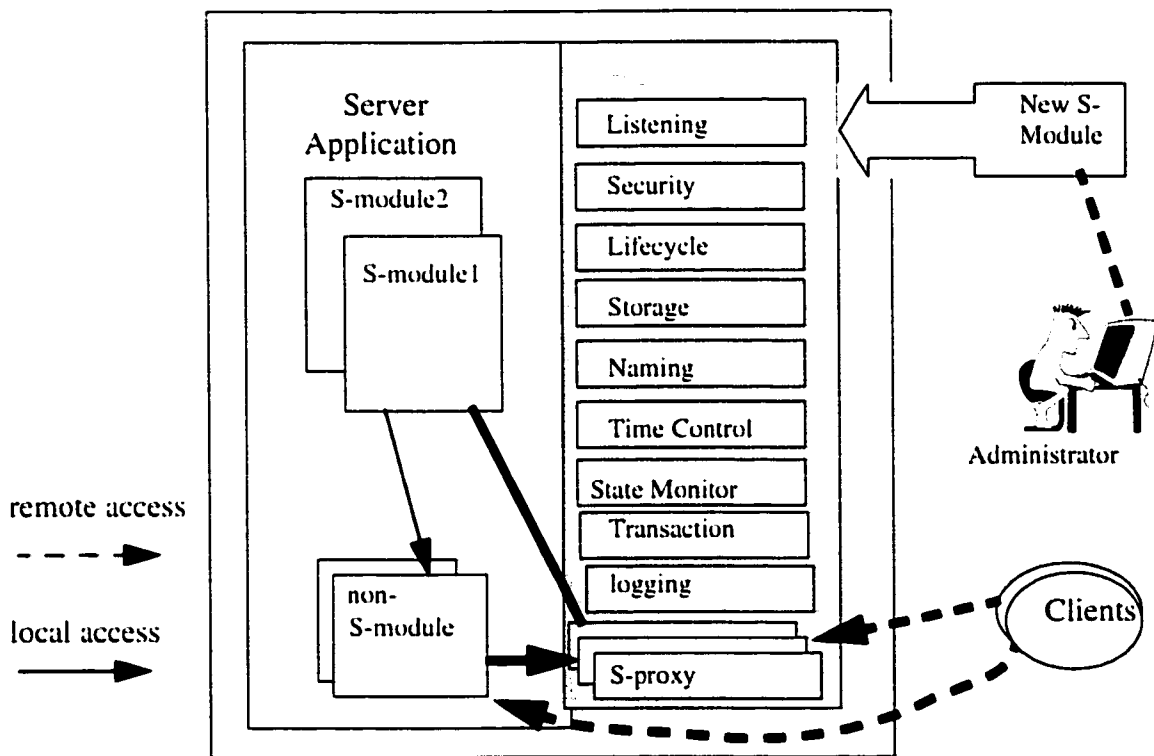 Server
Application
S-module2
S-module1
non-
S-module
Listening
Security
Lifecycle
Storage
Naming
Time Control
State Monitor
Transaction
logging
S-proxy
New S-
Module
Administrator
Clients
remote access
local access